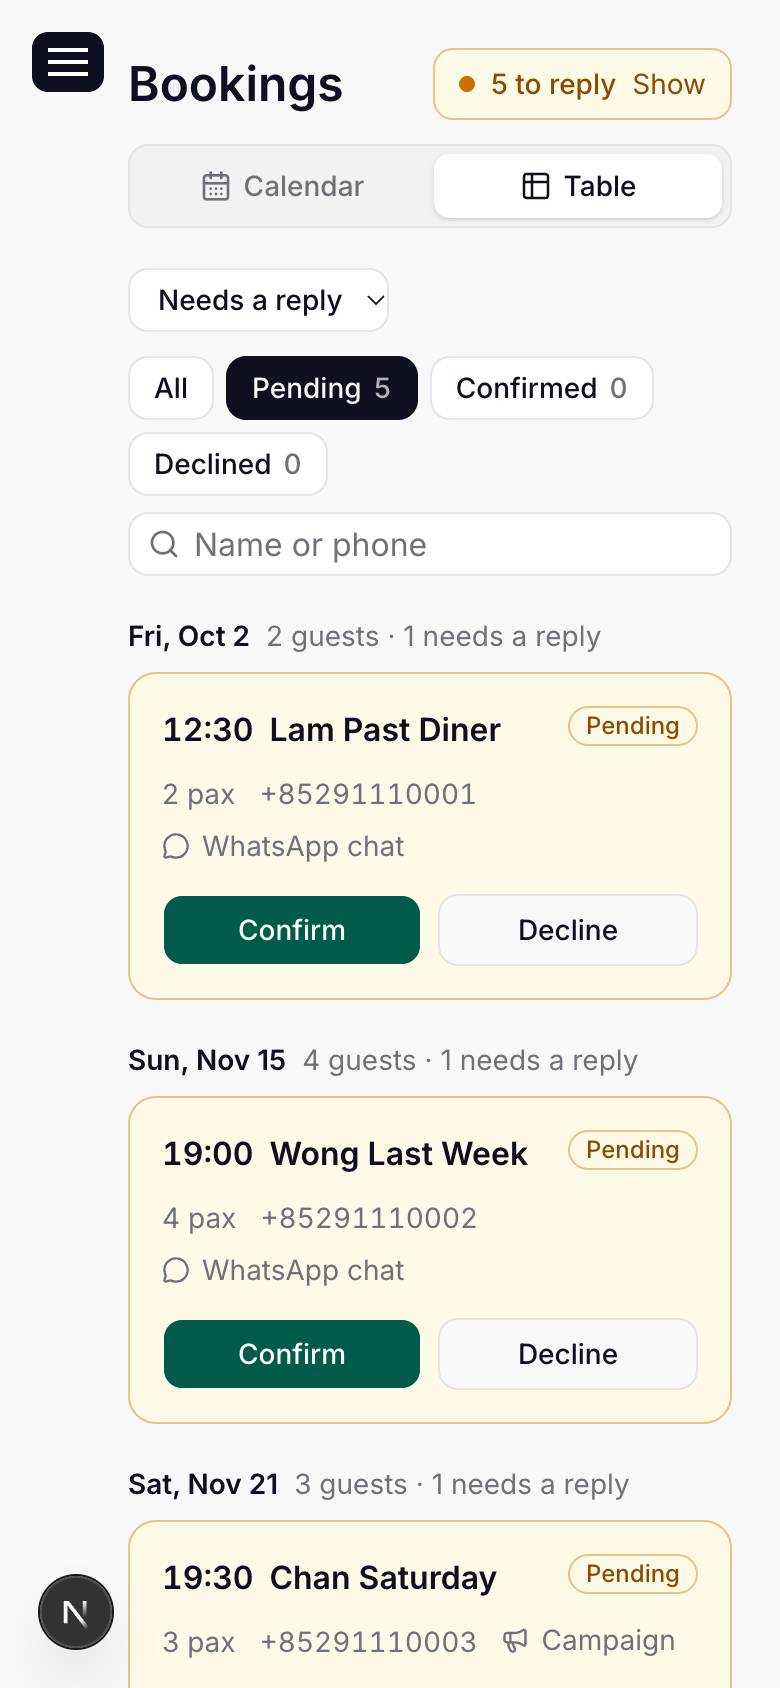 Bookings
5 to reply Show
Calendar
Table
Needs a reply
All
Pending 5
Confirmed 0
Declined 0
Name or phone
Fri, Oct 2 2 guests · 1 needs a reply
12:30 Lam Past Diner Pending
2 pax +85291110001
WhatsApp chat
Confirm Decline
Sun, Nov 15 4 guests · 1 needs a reply
19:00 Wong Last Week Pending
4 pax +85291110002
WhatsApp chat
Confirm Decline
Sat, Nov 21 3 guests · 1 needs a reply
19:30 Chan Saturday Pending
N
3 pax +85291110003 Campaign